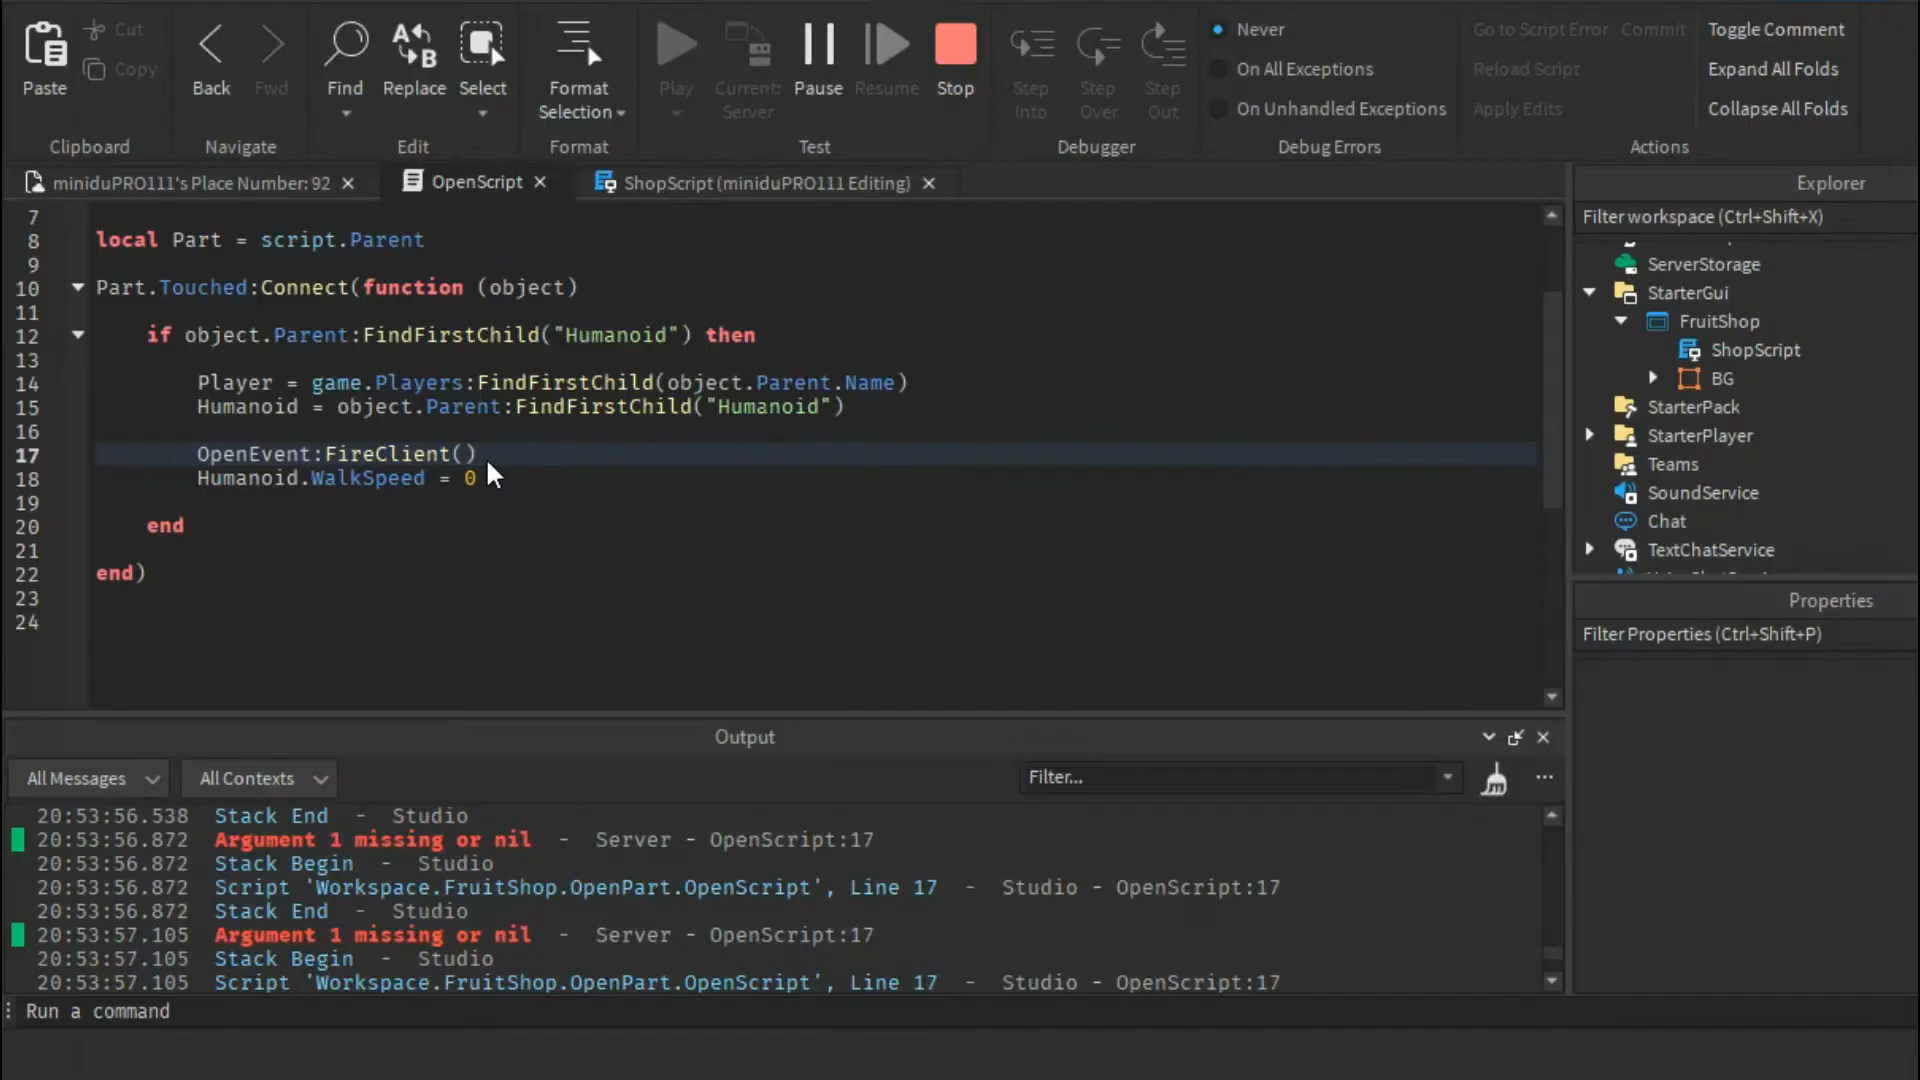 Paste
Cut
Copy
Clipboard
Back
Fwd
Navigate
Find
Replace
Select
Edit
Format
Selection
Format
Play
Current:
Server
Pause
Resume
Stop
Test
Step
Into
Step
Over
Step
Out
Debugger
Never
On All Exceptions
On Unhandled Exceptions
Debug Errors
Go to Script Error
Commit
Reload Script
Apply Edits
Toggle Comment
Expand All Folds
Collapse All Folds
Actions
miniduPRO111's Place Number: 92
OpenScript
ShopScript (miniduPRO111 Editing)
7
8 local Part = script.Parent
9
10 Part.Touched:Connect(function (object)
11
12 if object.Parent:FindFirstChild("Humanoid") then
13
14 Player = game.Players:FindFirstChild(object.Parent.Name)
15 Humanoid = object.Parent:FindFirstChild("Humanoid")
16
17 OpenEvent:FireClient()
18 Humanoid.WalkSpeed = 0
19
20 end
21
22 end)
23
24
Explorer
Filter workspace (Ctrl+Shift+X)
ServerStorage
StarterGui
FruitShop
ShopScript
BG
StarterPack
StarterPlayer
Teams
SoundService
Chat
TextChatService
Properties
Filter Properties (Ctrl+Shift+P)
Output
All Messages
All Contexts
Filter...
20:53:56.538 Stack End - Studio
20:53:56.872 Argument 1 missing or nil - Server - OpenScript:17
20:53:56.872 Stack Begin - Studio
20:53:56.872 Script 'Workspace.FruitShop.OpenPart.OpenScript', Line 17 - Studio - OpenScript:17
20:53:56.872 Stack End - Studio
20:53:57.105 Argument 1 missing or nil - Server - OpenScript:17
20:53:57.105 Stack Begin - Studio
20:53:57.105 Script 'Workspace.FruitShop.OpenPart.OpenScript', Line 17 - Studio - OpenScript:17
Run a command